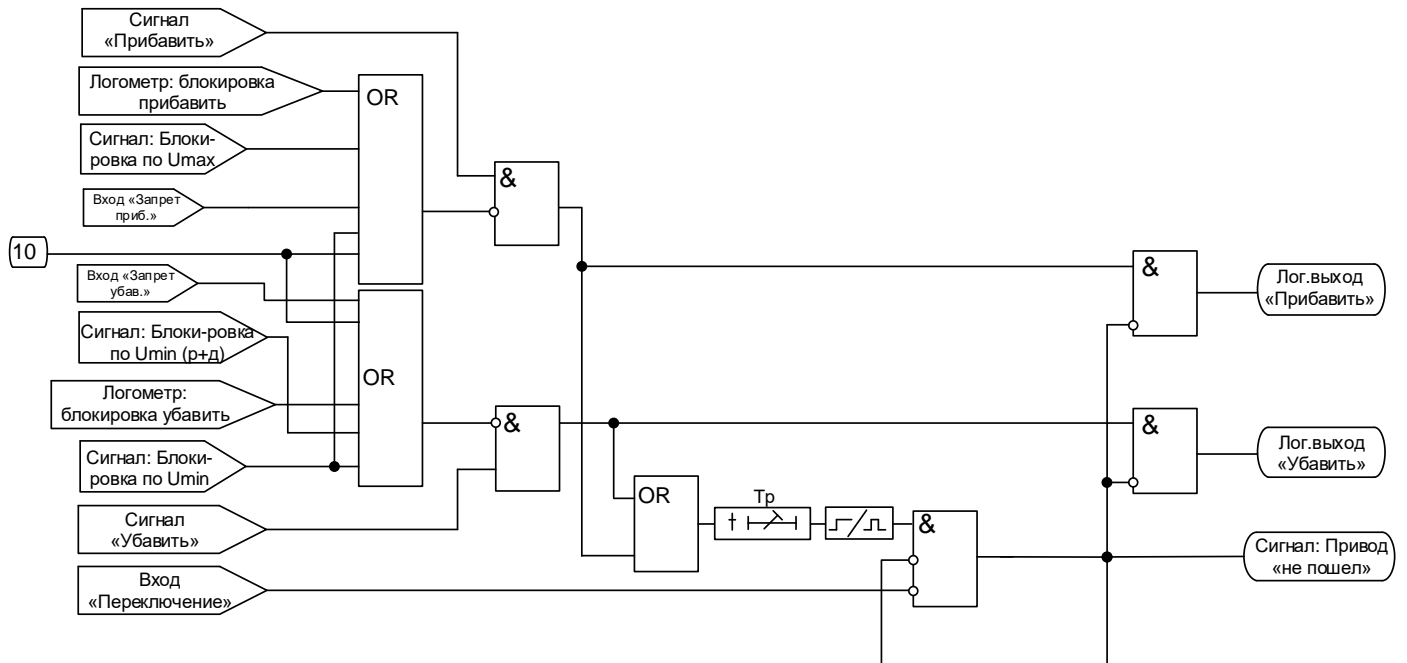 Сигнал
«Прибавить»
Логометр: блокировка
прибавить
OR
Сигнал: Блоки-
ровка по Umax
&
Вход «Запрет
приб.»
10
&
Лог.выход
«Прибавить»
Вход «Запрет
убав.»
Сигнал: Блоки-ровка
по Umin (р+д)
OR
Логометр:
блокировка убавить
&
&
Лог.выход
«Убавить»
Сигнал: Блоки-
ровка по Umin
OR
Тр
Сигнал
«Убавить»
&
Сигнал: Привод
«не пошел»
Вход
«Переключение»